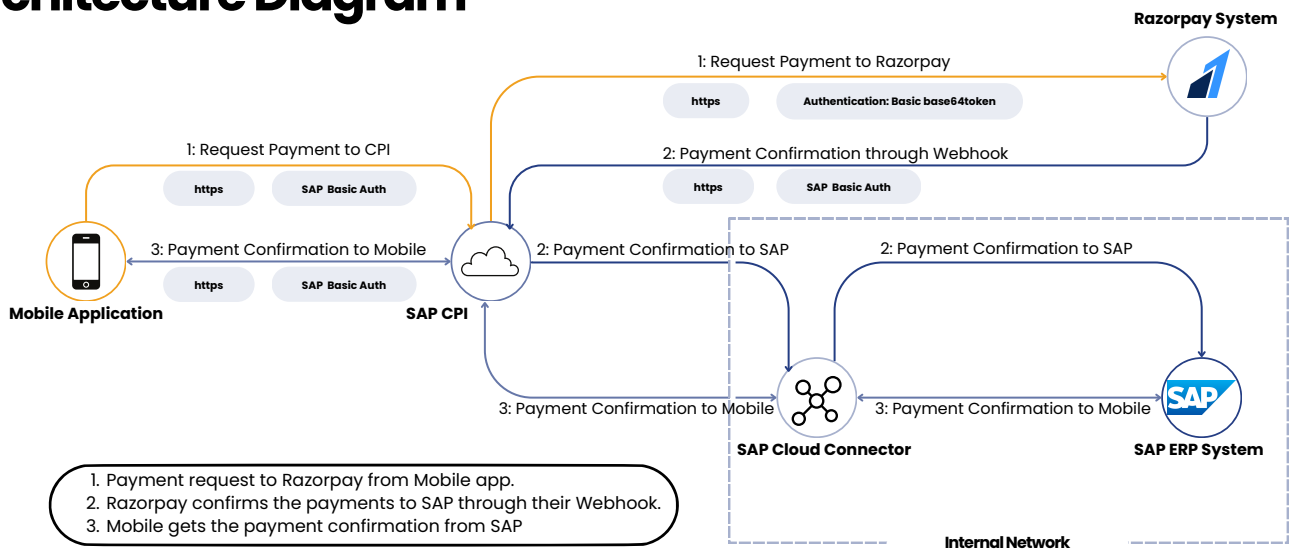 chitecture Diagram
Razorpay System
1: Request Payment to Razorpay
https
Authentication: Basic base64token
1: Request Payment to CPI
https
SAP Basic Auth
2: Payment Confirmation through Webhook
https
SAP Basic Auth
3: Payment Confirmation to Mobile
https
SAP Basic Auth
Mobile Application
SAP CPI
2: Payment Confirmation to SAP
2: Payment Confirmation to SAP
SAP
3: Payment Confirmation to Mobile
3: Payment Confirmation to Mobile
SAP Cloud Connector
SAP ERP System
1. Payment request to Razorpay from Mobile app.
2. Razorpay confirms the payments to SAP through their Webhook.
3. Mobile gets the payment confirmation from SAP
Internal Network